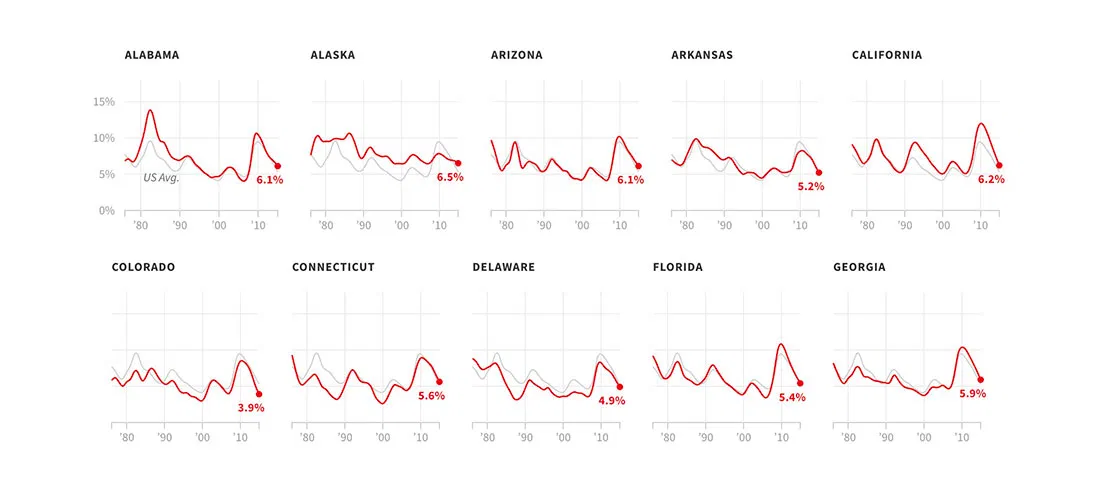 ALABAMA ALASKA ARIZONA ARKANSAS CALIFORNIA
15%
10%
5%
0%
US Avg.
6.1% 6.5% 6.1% 5.2% 6.2%
'80 '90 '00 '10 '80 '90 '00 '10 '80 '90 '00 '10 '80 '90 '00 '10 '80 '90 '00 '10
COLORADO CONNECTICUT DELAWARE FLORIDA GEORGIA
3.9% 5.6% 4.9% 5.4% 5.9%
'80 '90 '00 '10 '80 '90 '00 '10 '80 '90 '00 '10 '80 '90 '00 '10 '80 '90 '00 '10